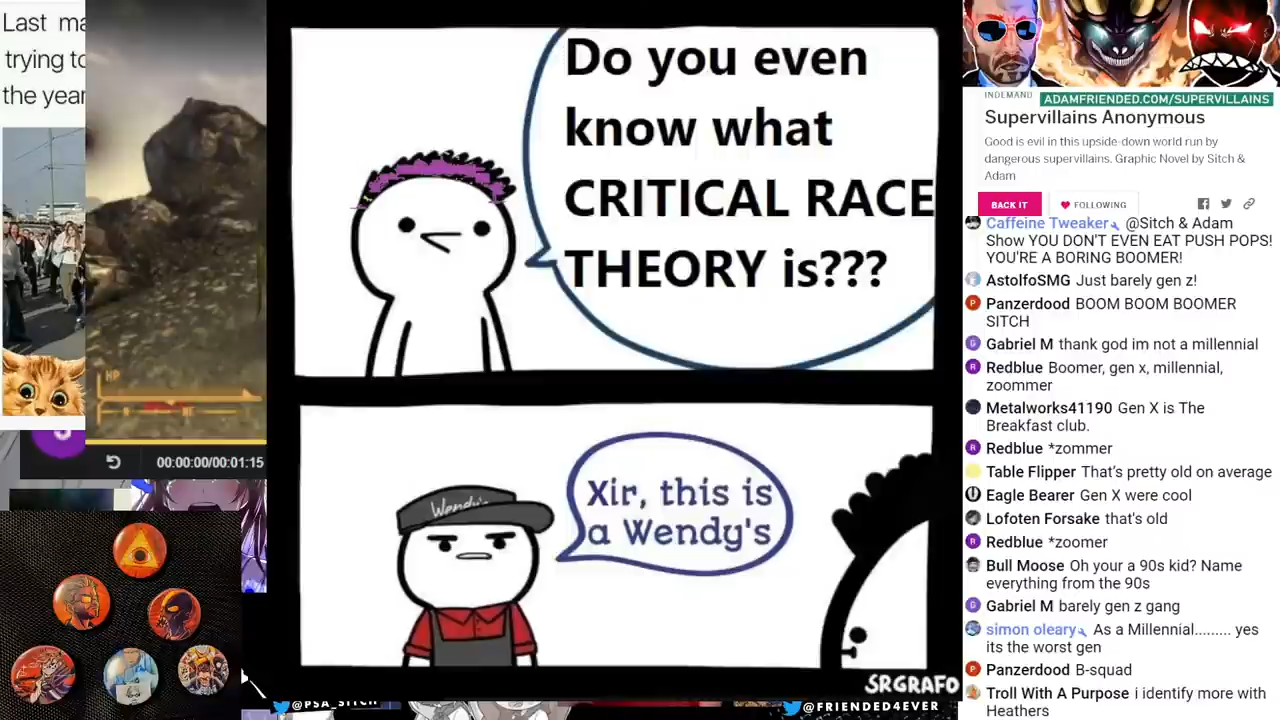 Last ma
trying to
the year
HP
00:00:00/00:01:15
Do you even
know what
CRITICAL RACE
THEORY is???
Wendy's
Xir, this is
a Wendy's
SRGRAFO
@PSA_SITCH
@FRIENDED4EVER
INDEMAND
ADAMFRIENDED.COM/SUPERVILLAINS
Supervillains Anonymous
Good is evil in this upside-down world run by
dangerous supervillains. Graphic Novel by Sitch &
Adam
BACK IT
FOLLOWING
Caffeine Tweaker @Sitch & Adam
Show YOU DON'T EVEN EAT PUSH POPS!
YOU'RE A BORING BOOMER!
AstolfoSMG Just barely gen z!
Panzerdood BOOM BOOM BOOMER
SITCH
Gabriel M thank god im not a millennial
Redblue Boomer, gen x, millennial,
zoommer
Metalworks41190 Gen X is The
Breakfast club.
Redblue *zommer
Table Flipper That's pretty old on average
Eagle Bearer Gen X were cool
Lofoten Forsake that's old
Redblue *zoomer
Bull Moose Oh your a 90s kid? Name
everything from the 90s
Gabriel M barely gen z gang
simon oleary As a Millennial......... yes
its the worst gen
Panzerdood B-squad
Troll With A Purpose i identify more with
Heathers